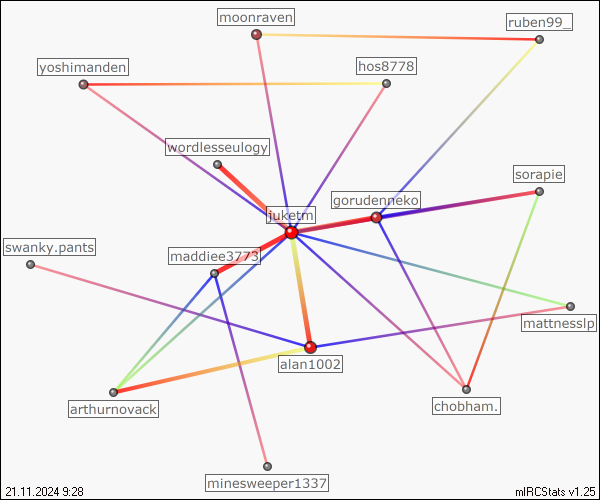 moonraven
ruben99_
yoshimanden
hos8778
wordlesseulogy
sorapie
gorudenneko
juketm
swanky.pants
maddiee3773
mattnesslp
alan1002
arthurnovack
chobham.
minesweeper1337
21.11.2024 9:28
mIRCStats v1.25